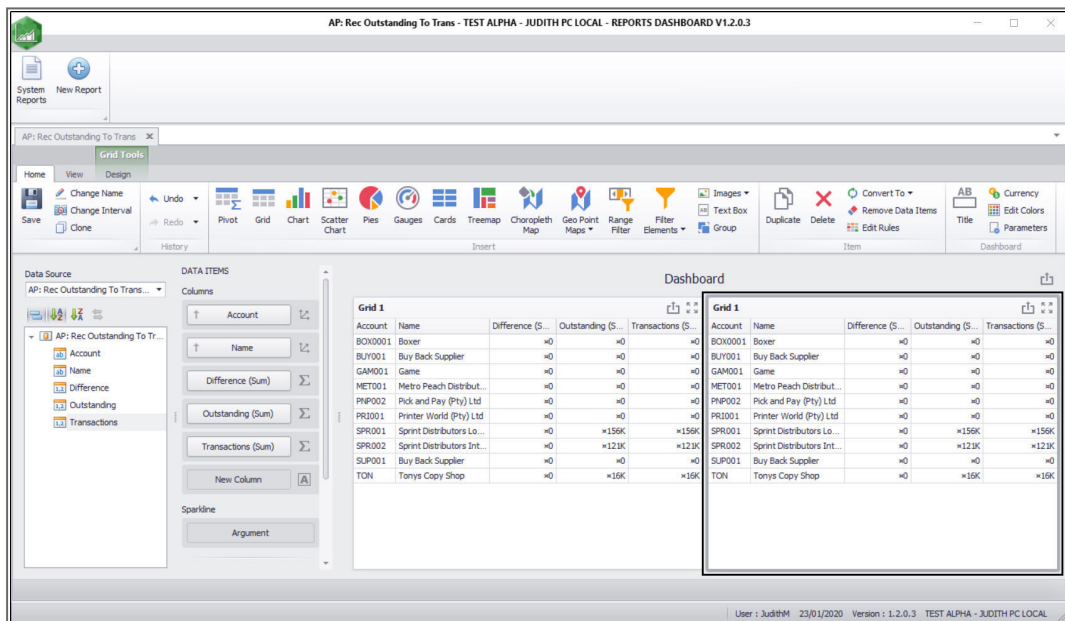 AP: Rec Outstanding To Trans - TEST ALPHA - JUDITH PC LOCAL - REPORTS DASHBOARD V1.2.0.3
System Reports
New Report
AP: Rec Outstanding To Trans
Grid Tools
Home View Design
Save
Change Name
Change Interval
Clone
Undo
Redo
History
Pivot
Grid
Chart
Scatter Chart
Pies
Gauges
Cards
Treemap
Choropleth Map
Geo Point Maps
Range Filter
Filter Elements
Images
Text Box
Group
Insert
Duplicate
Delete
Convert To
Remove Data Items
Edit Rules
Item
AB
Title
Currency
Edit Colors
Parameters
Dashboard
Data Source
AP: Rec Outstanding To Trans...
AP: Rec Outstanding To Tr...
ab Account
ab Name
1,2 Difference
1,2 Outstanding
1,2 Transactions
DATA ITEMS
Columns
Account
Name
Difference (Sum)
Outstanding (Sum)
Transactions (Sum)
New Column
Sparkline
Argument
Dashboard
Grid 1
Account Name Difference (S... Outstanding (S... Transactions (S...
BOX0001 Boxer ¤0 ¤0 ¤0
BUY001 Buy Back Supplier ¤0 ¤0 ¤0
GAM001 Game ¤0 ¤0 ¤0
MET001 Metro Peach Distribut... ¤0 ¤0 ¤0
PNP002 Pick and Pay (Pty) Ltd ¤0 ¤0 ¤0
PRI001 Printer World (Pty) Ltd ¤0 ¤0 ¤0
SPR001 Sprint Distributors Lo... ¤0 ¤156K ¤156K
SPR002 Sprint Distributors Int... ¤0 ¤121K ¤121K
SUP001 Buy Back Supplier ¤0 ¤0 ¤0
TON Tonys Copy Shop ¤0 ¤16K ¤16K
Grid 1
Account Name Difference (S... Outstanding (S... Transactions (S...
BOX0001 Boxer ¤0 ¤0 ¤0
BUY001 Buy Back Supplier ¤0 ¤0 ¤0
GAM001 Game ¤0 ¤0 ¤0
MET001 Metro Peach Distribut... ¤0 ¤0 ¤0
PNP002 Pick and Pay (Pty) Ltd ¤0 ¤0 ¤0
PRI001 Printer World (Pty) Ltd ¤0 ¤0 ¤0
SPR001 Sprint Distributors Lo... ¤0 ¤156K ¤156K
SPR002 Sprint Distributors Int... ¤0 ¤121K ¤121K
SUP001 Buy Back Supplier ¤0 ¤0 ¤0
TON Tonys Copy Shop ¤0 ¤16K ¤16K
User : JudithM 23/01/2020 Version : 1.2.0.3 TEST ALPHA - JUDITH PC LOCAL